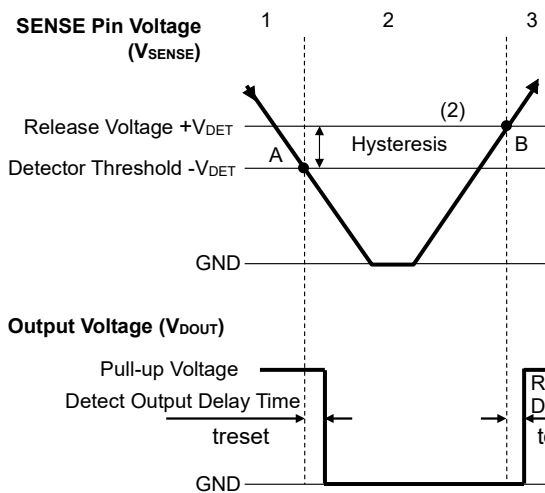 SENSE Pin Voltage
(VSENSE)
1 2 3
Release Voltage +VDET
(2)
A
Hysteresis
B
Detector Threshold -VDET
GND
Output Voltage (VDOUT)
Pull-up Voltage
Detect Output Delay Time
treset
GND